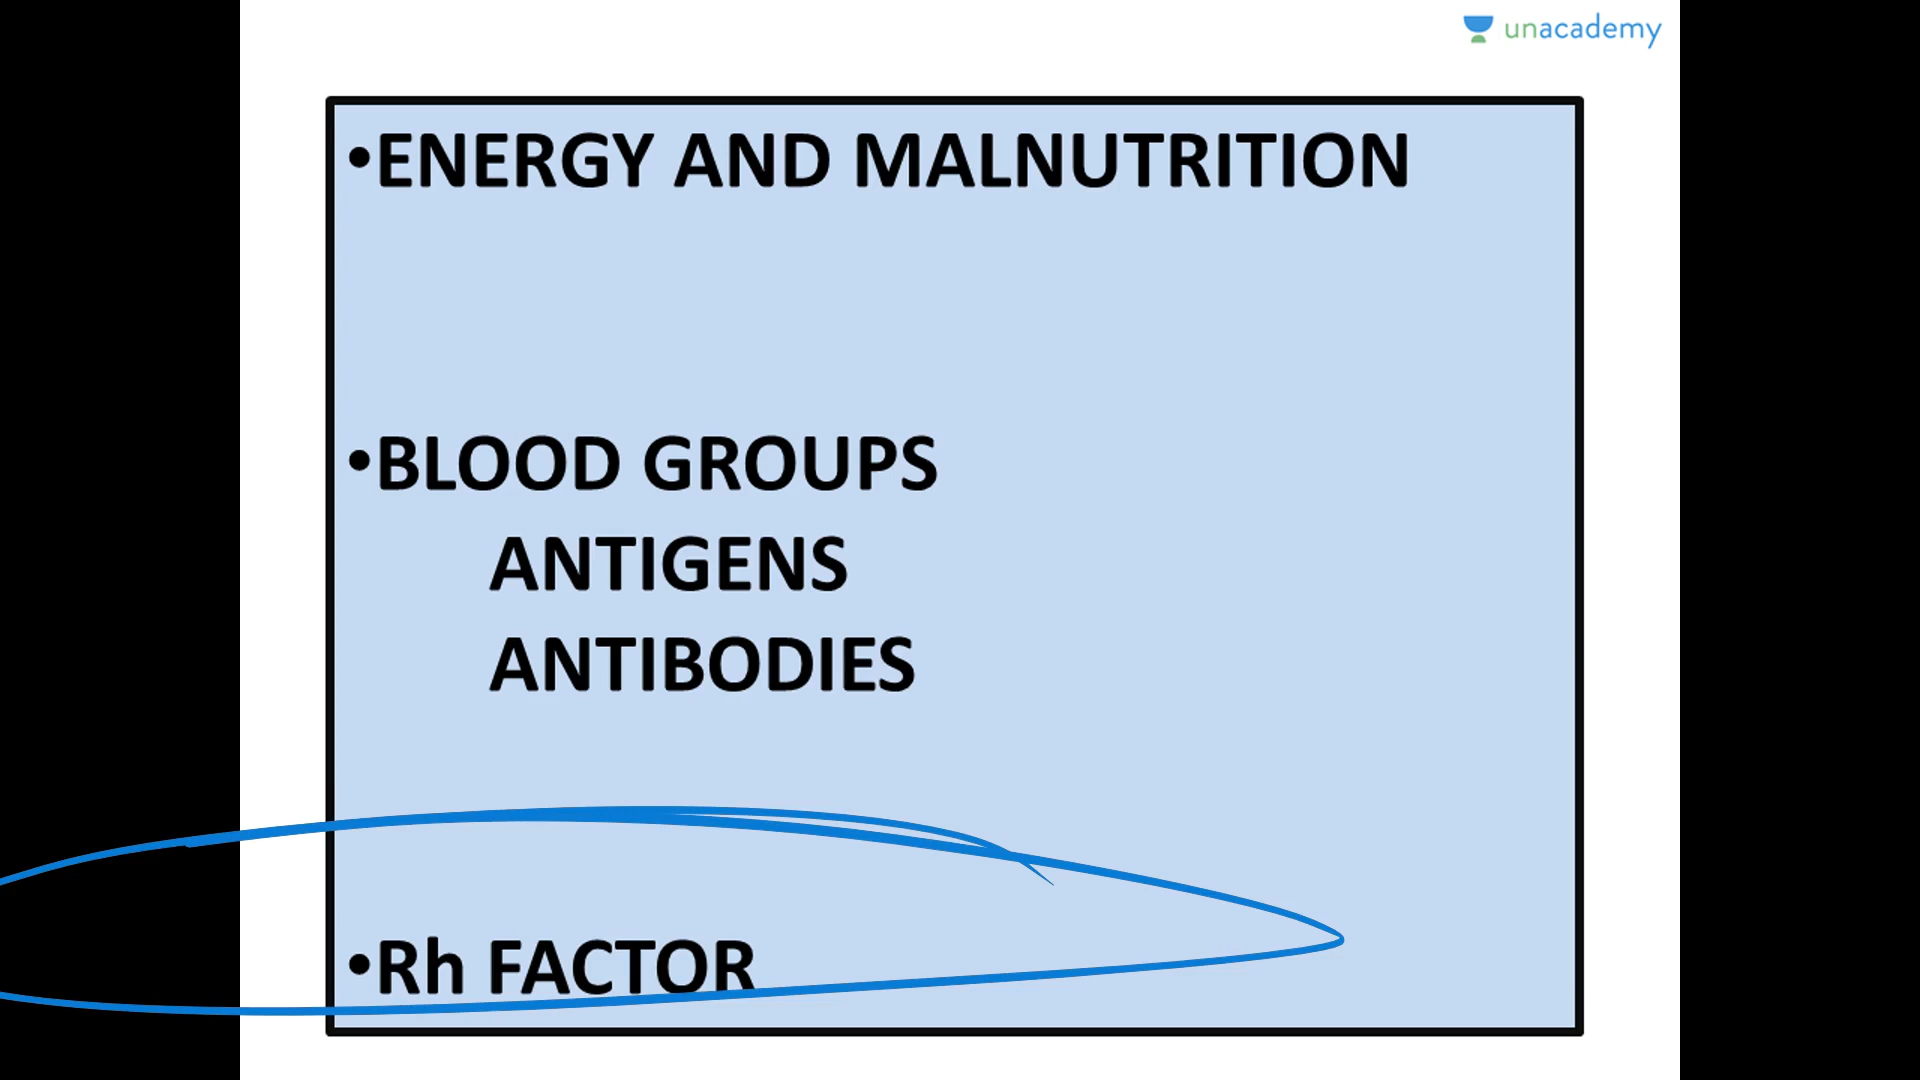 unacademy
•ENERGY AND MALNUTRITION
•BLOOD GROUPS
ANTIGENS
ANTIBODIES
•Rh FACTOR